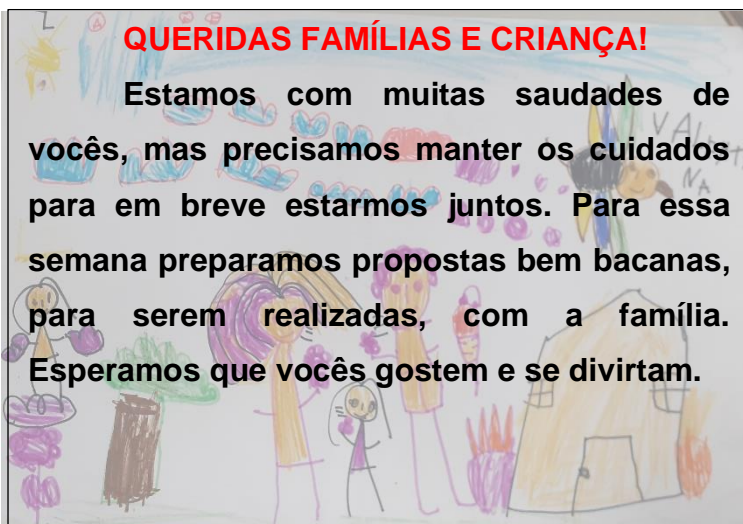 QUERIDAS FAMÍLIAS E CRIANÇA!
Estamos com muitas saudades de
vocês, mas precisamos manter os cuidados
para em breve estarmos juntos. Para essa
semana preparamos propostas bem bacanas,
para serem realizadas, com a família.
Esperamos que vocês gostem e se divirtam.